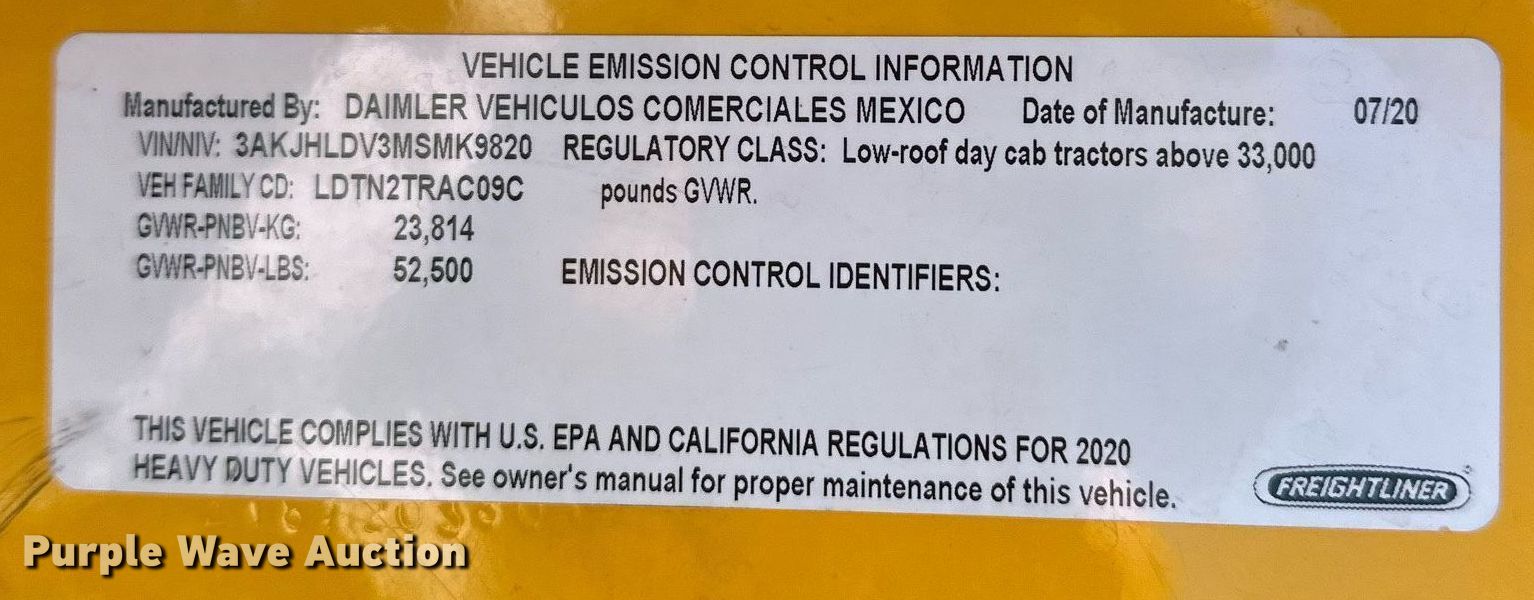 VEHICLE EMISSION CONTROL INFORMATION
Manufactured By: DAIMLER VEHICULOS COMERCIALES MEXICO Date of Manufacture: 07/20
VIN/NIV: 3AKJHLDV3MSMK9820 REGULATORY CLASS: Low-roof day cab tractors above 33,000
VEH FAMILY CD: LDTN2TRAC09C pounds GVWR.
GVWR-PNBV-KG: 23,814
GVWR-PNBV-LBS: 52,500 EMISSION CONTROL IDENTIFIERS:
THIS VEHICLE COMPLIES WITH U.S. EPA AND CALIFORNIA REGULATIONS FOR 2020
HEAVY DUTY VEHICLES. See owner's manual for proper maintenance of this vehicle.
FREIGHTLINER
Purple Wave Auction